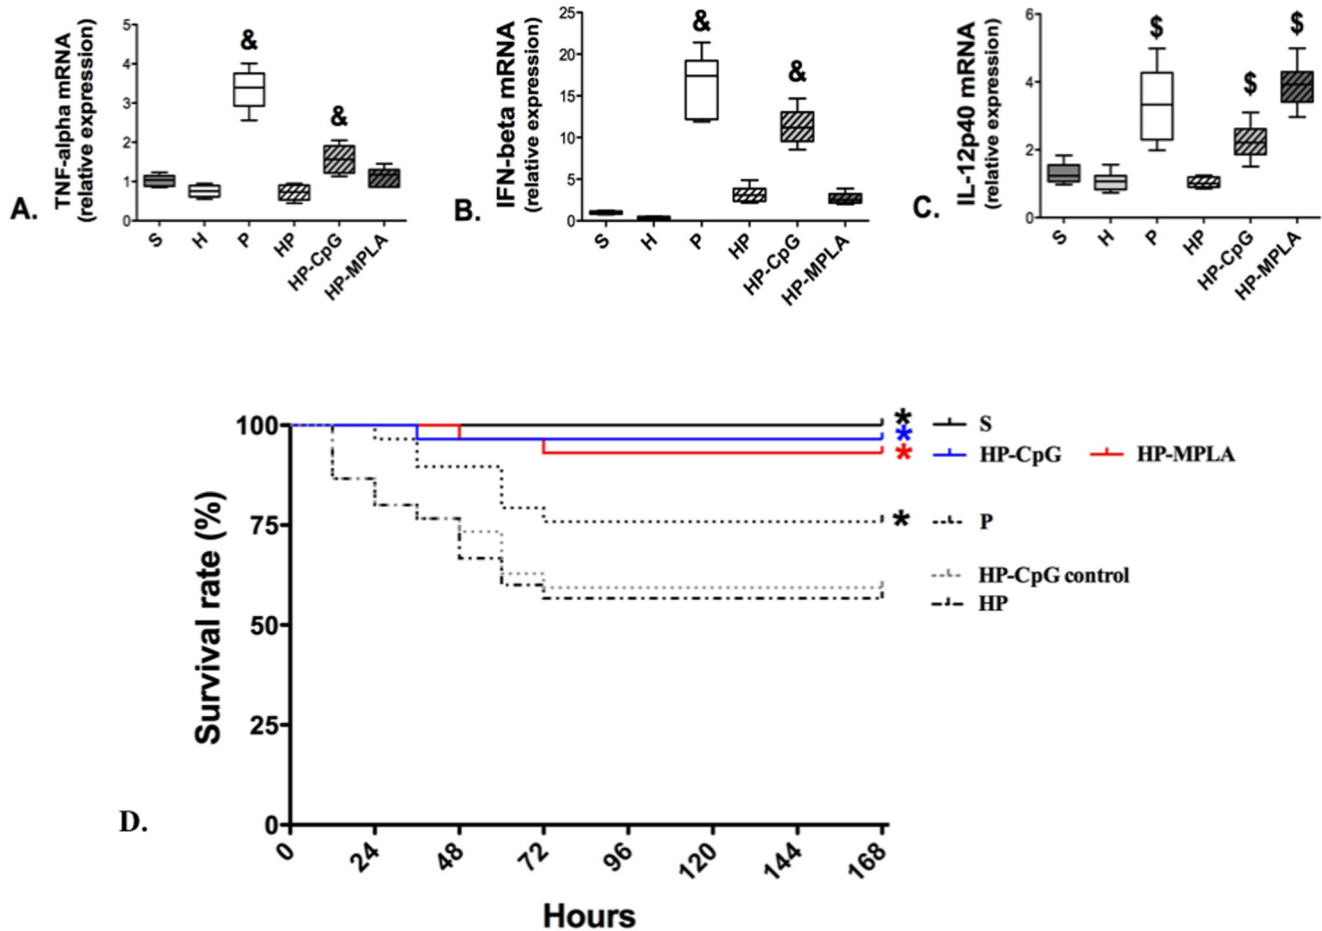 A.
TNF-alpha mRNA
(relative expression)
5
4
3
2
1
0
&
&
S
H
P
HP
HP-CpG
HP-MPLA
B.
IFN-beta mRNA
(relative expression)
25
20
15
10
5
0
&
&
S
H
P
HP
HP-CpG
HP-MPLA
C.
IL-12p40 mRNA
(relative expression)
6
4
2
0
$
$
$
S
H
P
HP
HP-CpG
HP-MPLA
D.
Survival rate (%)
100
75
50
25
0
0
24
48
72
96
120
144
168
Hours
* S
*
HP-CpG HP-MPLA
*
* P
HP-CpG control
HP